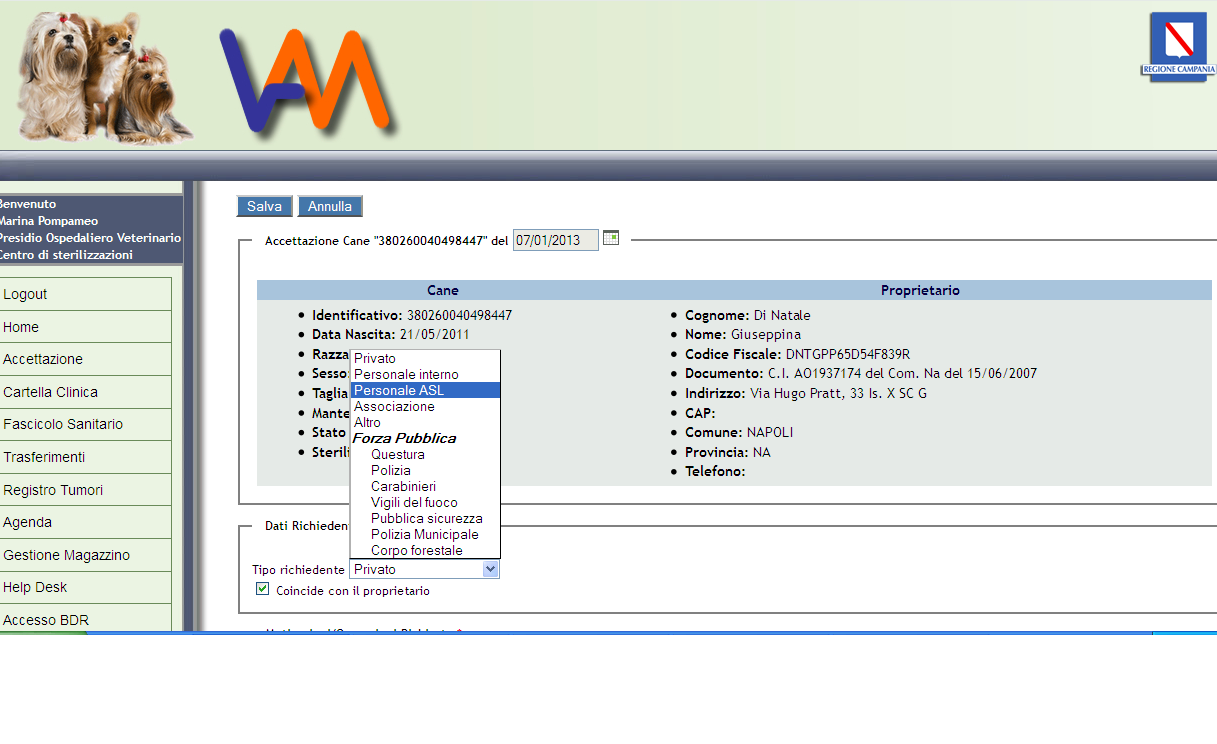 VAM
REGIONE CAMPANIA
Benvenuto
Marina Pompameo
Presidio Ospedaliero Veterinario
Centro di sterilizzazioni
Logout
Home
Accettazione
Cartella Clinica
Fascicolo Sanitario
Trasferimenti
Registro Tumori
Agenda
Gestione Magazzino
Help Desk
Accesso BDR
Salva Annulla
Accettazione Cane "380260040498447" del 07/01/2013
Cane
Identificativo: 380260040498447
Data Nascita: 21/05/2011
Razza
Sesso:
Taglia
Mante
Stato
Sterili
Proprietario
Cognome: Di Natale
Nome: Giuseppina
Codice Fiscale: DNTGPP65D54F839R
Documento: C.I. AO1937174 del Com. Na del 15/06/2007
Indirizzo: Via Hugo Pratt, 33 Is. X SC G
CAP:
Comune: NAPOLI
Provincia: NA
Telefono:
Privato
Personale interno
Personale ASL
Associazione
Altro
Forza Pubblica
Questura
Polizia
Carabinieri
Vigili del fuoco
Pubblica sicurezza
Polizia Municipale
Corpo forestale
Dati Richieden
Tipo richiedente Privato
Coincide con il proprietario